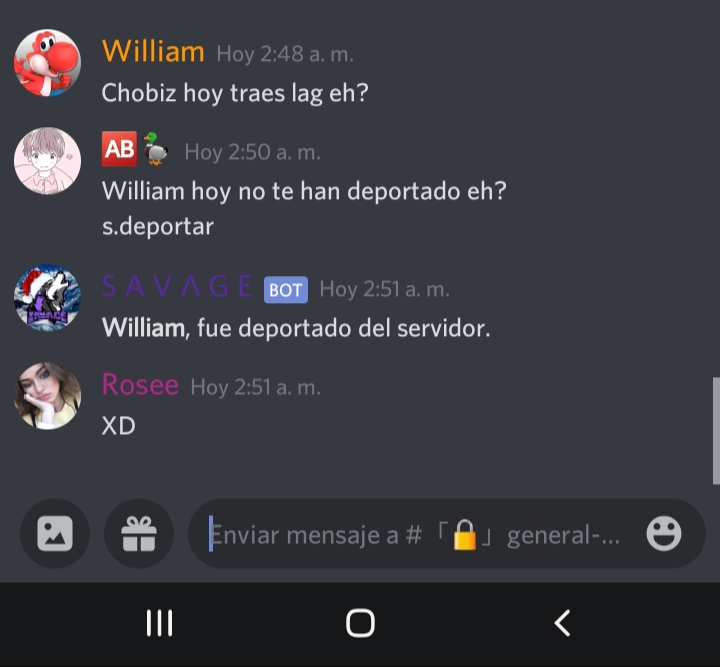 William Hoy 2:48 a. m.
Chobiz hoy traes lag eh?
🆎🦆 Hoy 2:50 a. m.
William hoy no te han deportado eh?
s.deportar
S A V Λ G E BOT Hoy 2:51 a. m.
William, fue deportado del servidor.
Rosee Hoy 2:51 a. m.
XD
Enviar mensaje a # 「🔒」 general-...